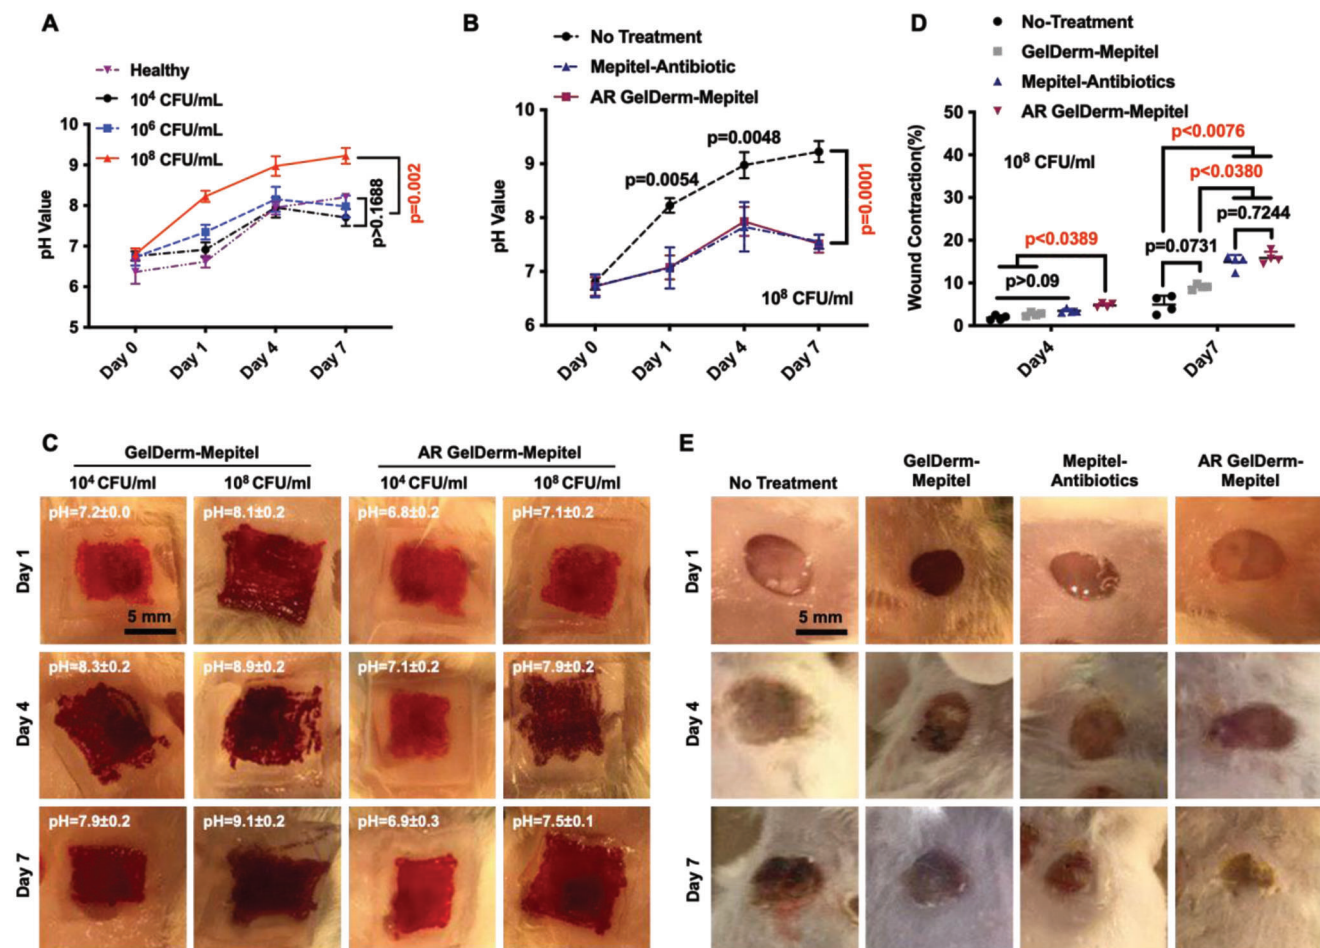 A
Healthy
10⁴ CFU/mL
10⁶ CFU/mL
10⁸ CFU/mL
pH Value
10
9
8
7
6
5
Day 0
Day 1
Day 4
Day 7
p>0.1688
p=0.002
B
No Treatment
Mepitel-Antibiotic
AR GelDerm-Mepitel
pH Value
10
9
8
7
6
p=0.0054
p=0.0048
p=0.0001
10⁸ CFU/ml
Day 0
Day 1
Day 4
Day 7
D
No-Treatment
GelDerm-Mepitel
Mepitel-Antibiotics
AR GelDerm-Mepitel
Wound Contraction(%)
50
40
30
20
10
0
10⁸ CFU/ml
p<0.0076
p<0.0380
p=0.7244
p=0.0731
p<0.0389
p>0.09
Day4
Day7
C
GelDerm-Mepitel
AR GelDerm-Mepitel
10⁴ CFU/ml
10⁸ CFU/ml
10⁴ CFU/ml
10⁸ CFU/ml
Day 1
pH=7.2±0.0
pH=8.1±0.2
pH=6.8±0.2
pH=7.1±0.2
5 mm
Day 4
pH=8.3±0.2
pH=8.9±0.2
pH=7.1±0.2
pH=7.9±0.2
Day 7
pH=7.9±0.2
pH=9.1±0.2
pH=6.9±0.3
pH=7.5±0.1
E
No Treatment
GelDerm-
Mepitel
Mepitel-
Antibiotics
AR GelDerm-
Mepitel
Day 1
5 mm
Day 4
Day 7